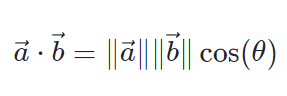 a⃗ · b⃗ = ‖a⃗‖‖b⃗‖ cos(θ)